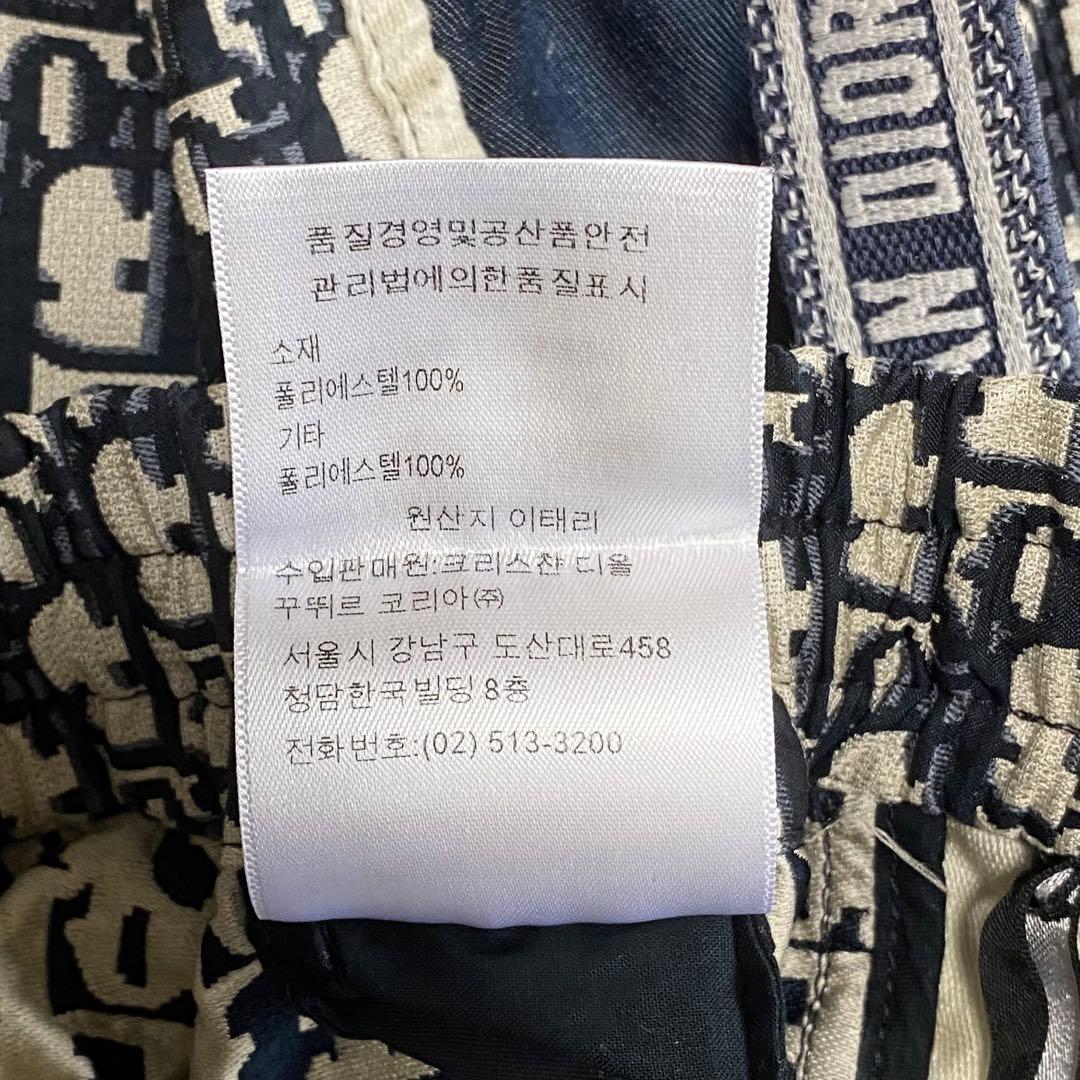 품질경영및공산품안전
관리법에의한품질표시
소재
폴리에스텔100%
기타
폴리에스텔100%
원산지 이태리
수입판매원:크리스챤 디올
꾸뛰르 코리아㈜
서울시 강남구 도산대로458
청담한국빌딩 8층
전화번호:(02) 513-3200
N DIOR